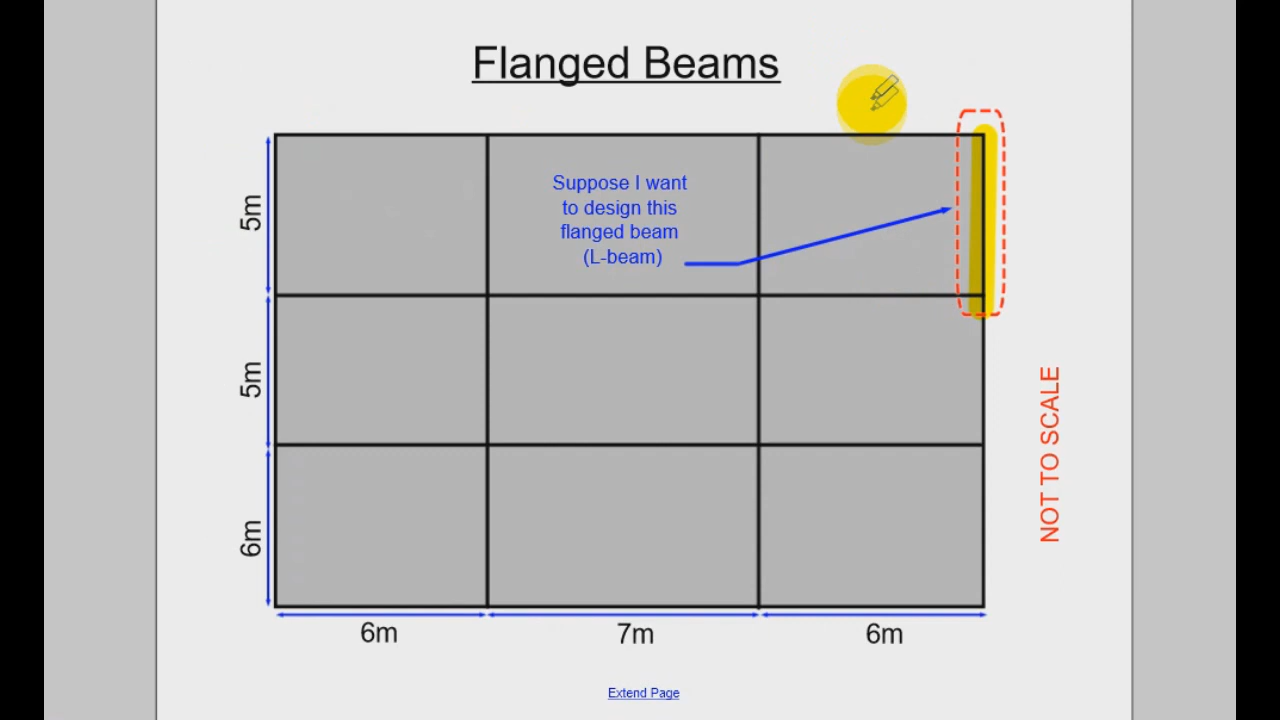 Flanged Beams
Suppose I want
to design this
flanged beam
(L-beam)
5m
5m
6m
NOT TO SCALE
6m
7m
6m
Extend Page